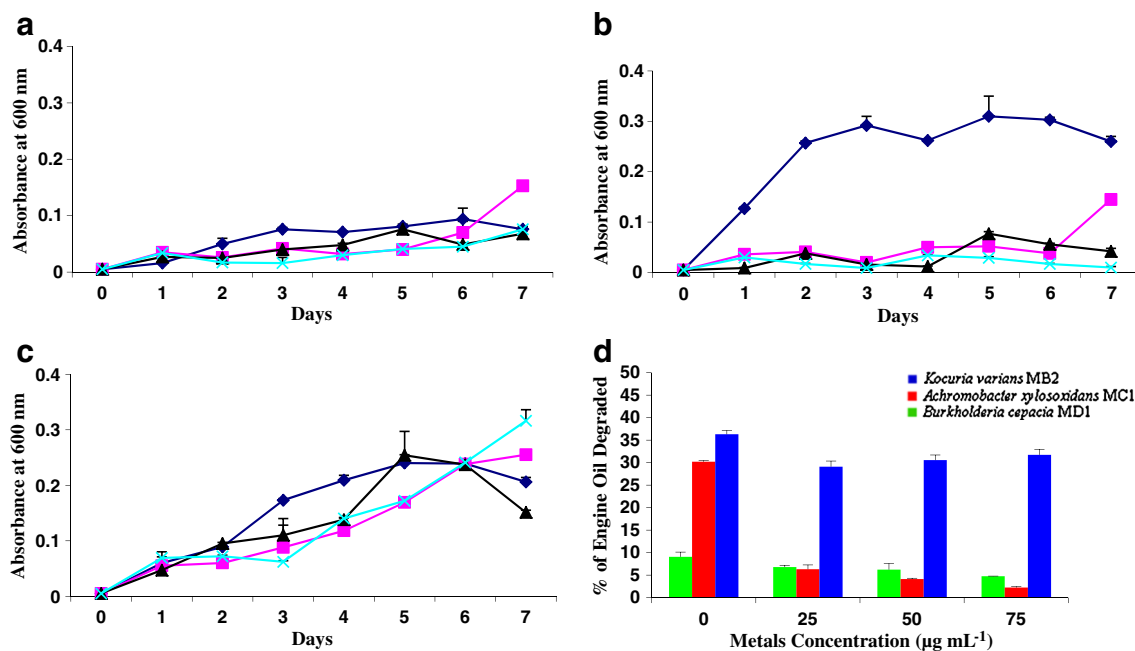 a
0.4
0.3
0.2
0.1
0
Absorbance at 600 nm
0 1 2 3 4 5 6 7
Days
b
0.4
0.3
0.2
0.1
0
Absorbance at 600 nm
0 1 2 3 4 5 6 7
Days
c
0.4
0.3
0.2
0.1
0
Absorbance at 600 nm
0 1 2 3 4 5 6 7
Days
d
50
45
40
35
30
25
20
15
10
5
0
% of Engine Oil Degraded
Kocuria varians MB2
Achromobacter xylosoxidans MC1
Burkholderia cepacia MD1
0 25 50 75
Metals Concentration (µg mL⁻¹)